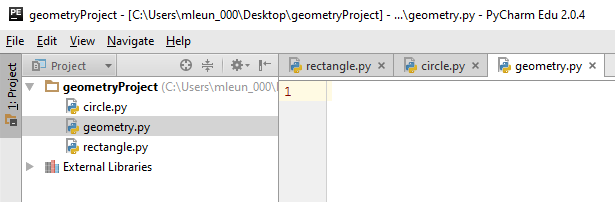 PE geometryProject - [C:\Users\mleun_000\Desktop\geometryProject] - ...\geometry.py - PyCharm Edu 2.0.4
File Edit View Navigate Help
1: Project
Project
rectangle.py circle.py geometry.py
geometryProject (C:\Users\mleun_000\
circle.py
geometry.py
rectangle.py
External Libraries
1